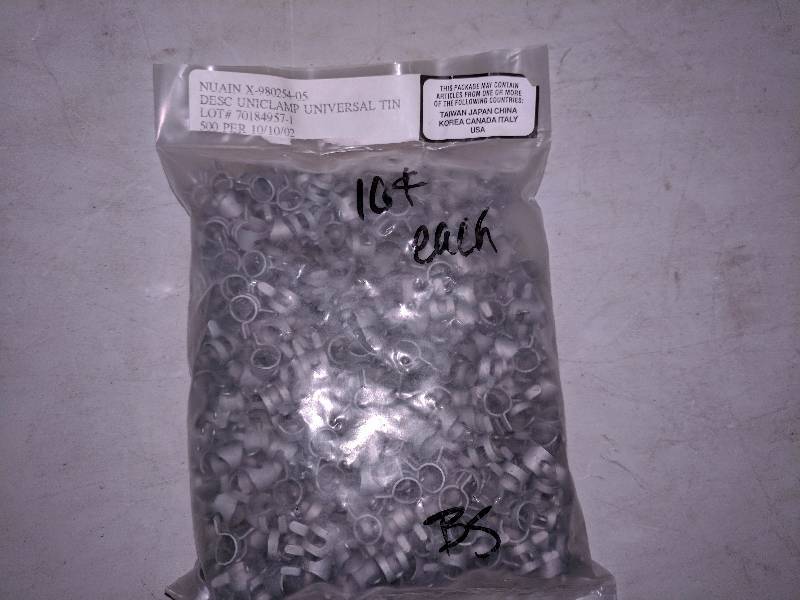 NUAIN X-980254-05
DESC UNICLAMP UNIVERSAL TIN
LOT# 70184957-1
500 PER 10/10/02
THIS PACKAGE MAY CONTAIN
ARTICLES FROM ONE OR MORE
OF THE FOLLOWING COUNTRIES:
TAIWAN JAPAN CHINA
KOREA CANADA ITALY
USA
10¢
each
BS